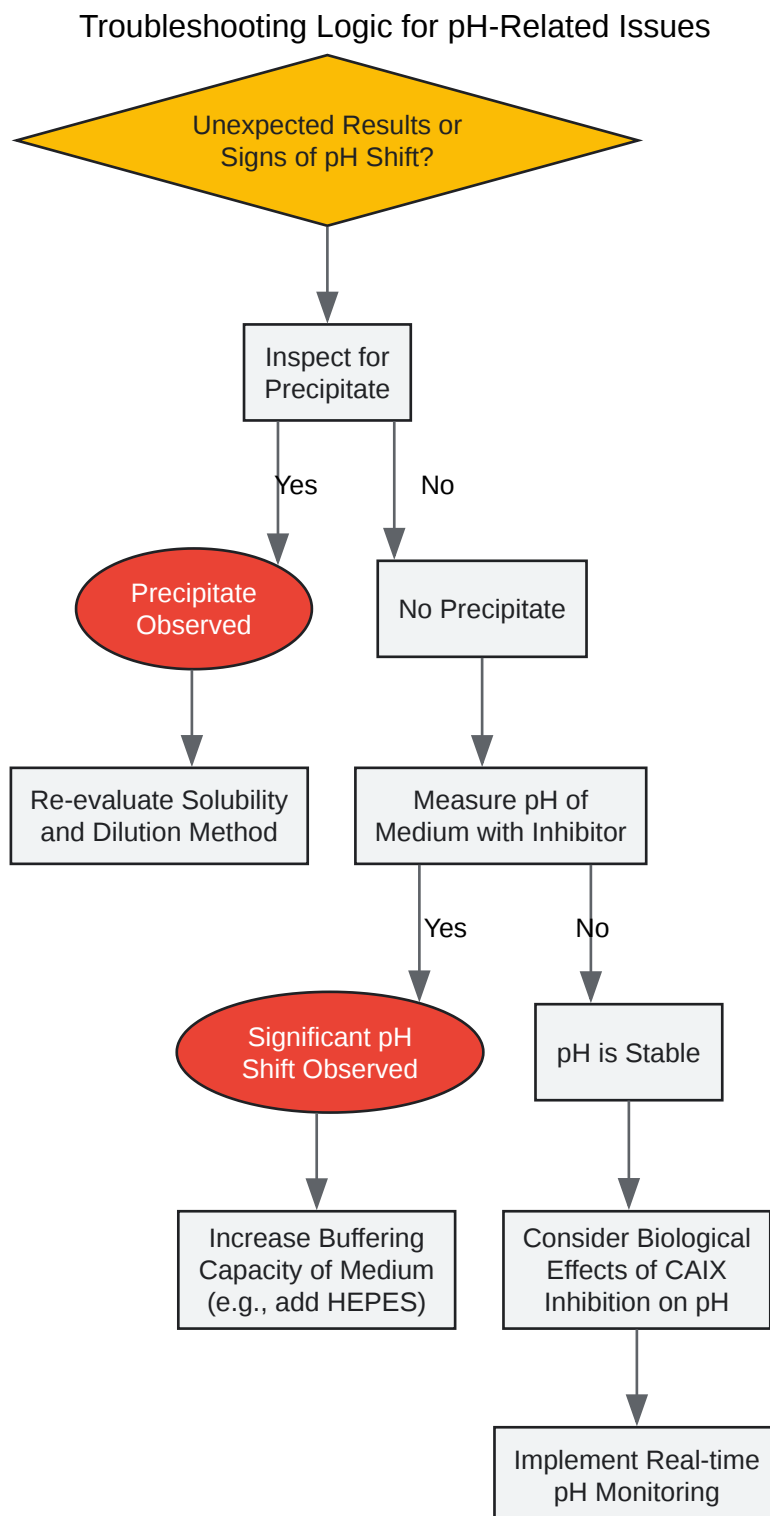 Troubleshooting Logic for pH-Related Issues
Unexpected Results or
Signs of pH Shift?
Inspect for
Precipitate
Yes
No
Precipitate
Observed
No Precipitate
Re-evaluate Solubility
and Dilution Method
Measure pH of
Medium with Inhibitor
Yes
No
Significant pH
Shift Observed
pH is Stable
Increase Buffering
Capacity of Medium
(e.g., add HEPES)
Consider Biological
Effects of CAIX
Inhibition on pH
Implement Real-time
pH Monitoring